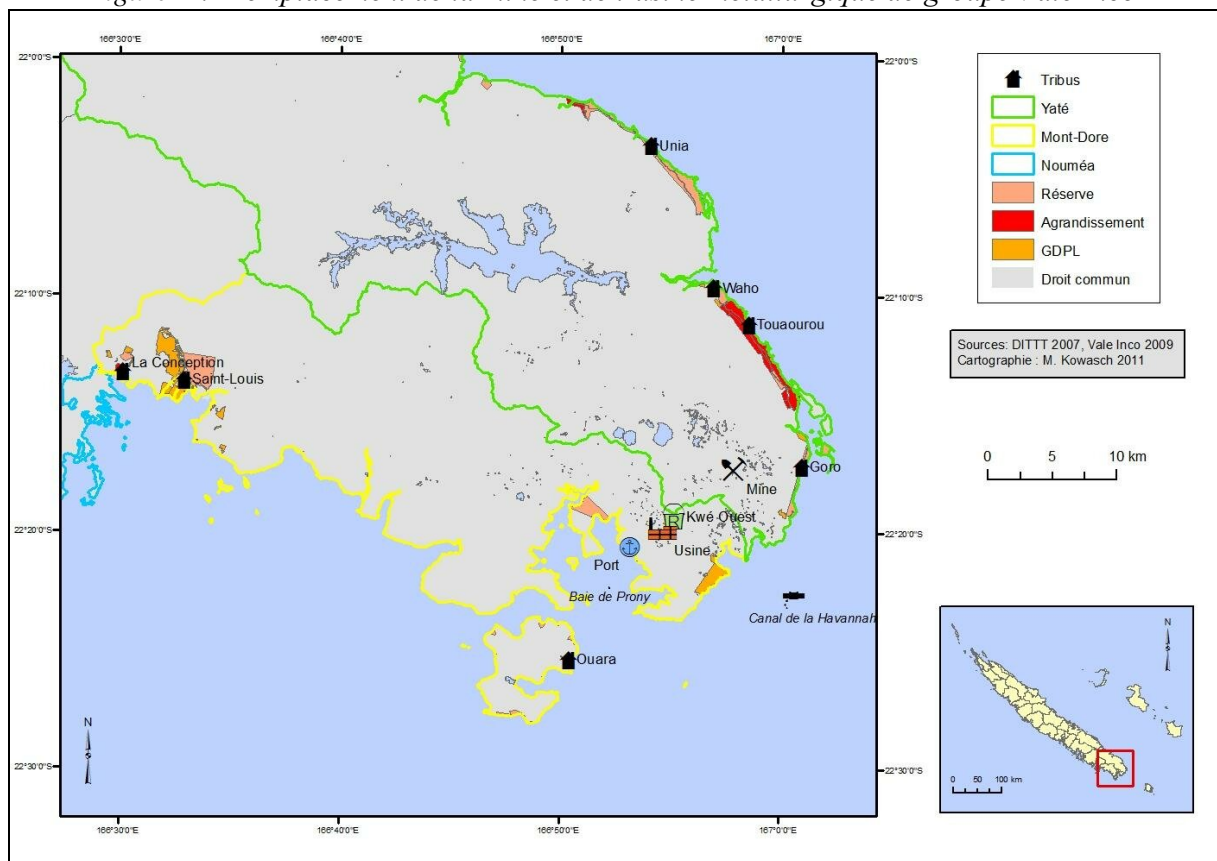 166°30'0"E
166°40'0"E
166°50'0"E
167°0'0"E
22°0'0"S
22°0'0"S
22°10'0"S
22°10'0"S
22°20'0"S
22°20'0"S
22°30'0"S
22°30'0"S
166°30'0"E
166°40'0"E
166°50'0"E
167°0'0"E
Unia
Waho
Touaourou
La Conception
Saint-Louis
Goro
Mine
Kwé Ouest
Usine
Port
Baie de Prony
Canal de la Havannah
Ouara
N
Tribus
Yaté
Mont-Dore
Nouméa
Réserve
Agrandissement
GDPL
Droit commun
Sources: DITTT 2007, Vale Inco 2009
Cartographie : M. Kowasch 2011
0 5 10 km
N
0 50 100 km